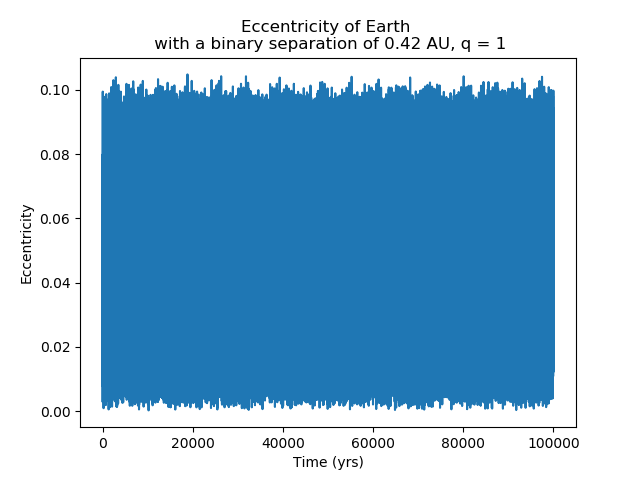 Eccentricity of Earth
with a binary separation of 0.42 AU, q = 1
0.10
0.08
0.06
0.04
0.02
0.00
Eccentricity
0 20000 40000 60000 80000 100000
Time (yrs)